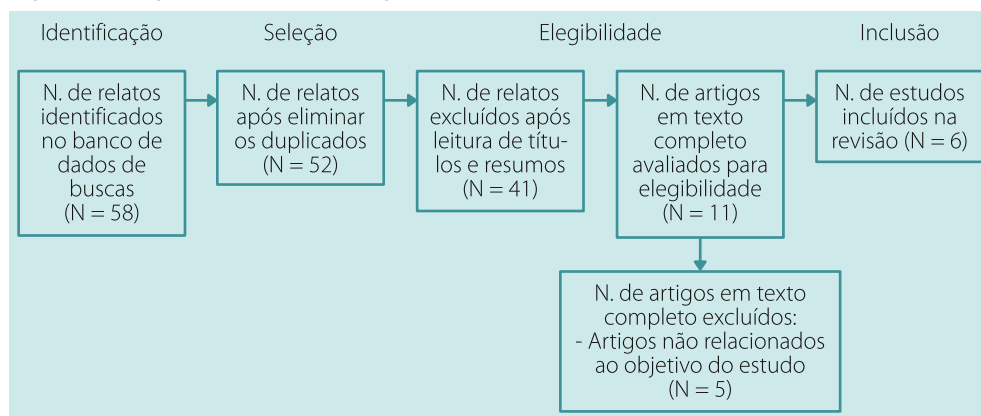 Identificação
Seleção
Elegibilidade
Inclusão
N. de relatos
identificados
no banco de
dados de
buscas
(N = 58)
N. de relatos
após eliminar
os duplicados
(N = 52)
N. de relatos
excluídos após
leitura de títu-
los e resumos
(N = 41)
N. de artigos
em texto
completo
avaliados para
elegibilidade
(N = 11)
N. de estudos
incluídos na
revisão (N = 6)
N. de artigos em texto
completo excluídos:
- Artigos não relacionados
ao objetivo do estudo
(N = 5)